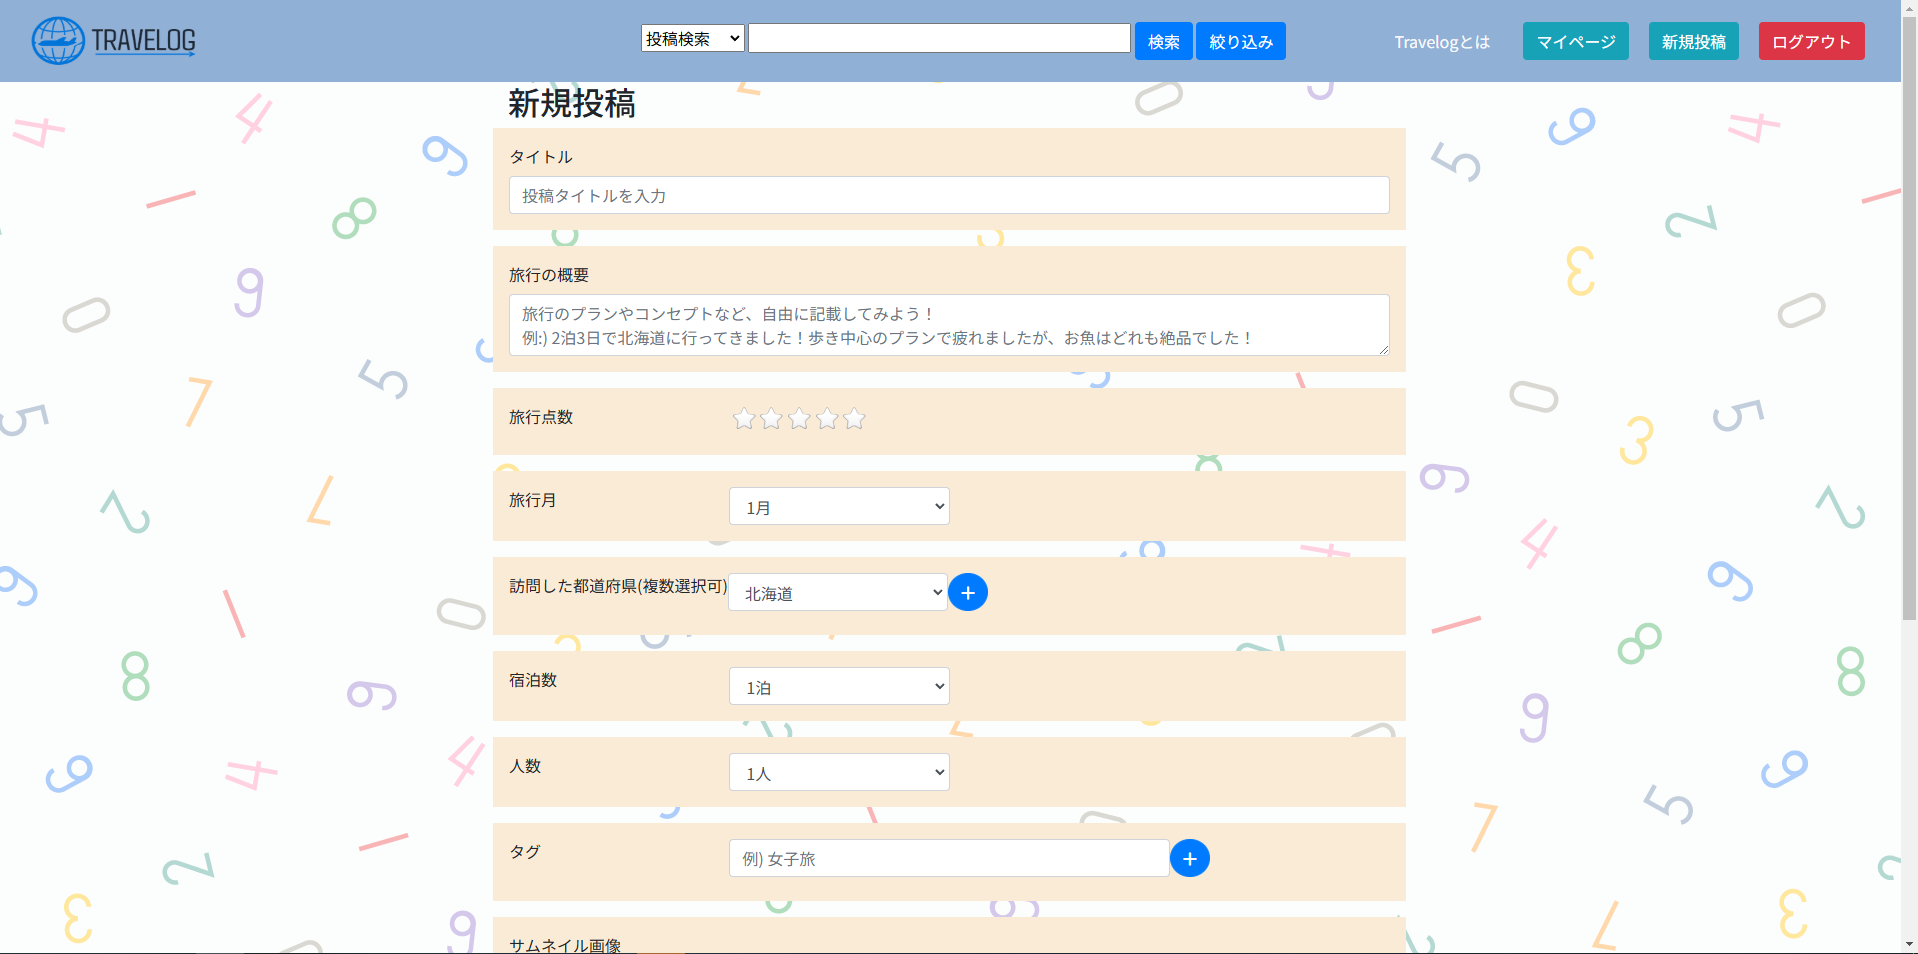 TRAVELOG
投稿検索
検索
絞り込み
Travelogとは
マイページ
新規投稿
ログアウト
新規投稿
タイトル
投稿タイトルを入力
旅行の概要
旅行のプランやコンセプトなど、自由に記載してみよう！
例:) 2泊3日で北海道に行ってきました！歩き中心のプランで疲れましたが、お魚はどれも絶品でした！
旅行点数
旅行月
1月
訪問した都道府県(複数選択可)
北海道
+
宿泊数
1泊
人数
1人
タグ
例) 女子旅
+
サムネイル画像